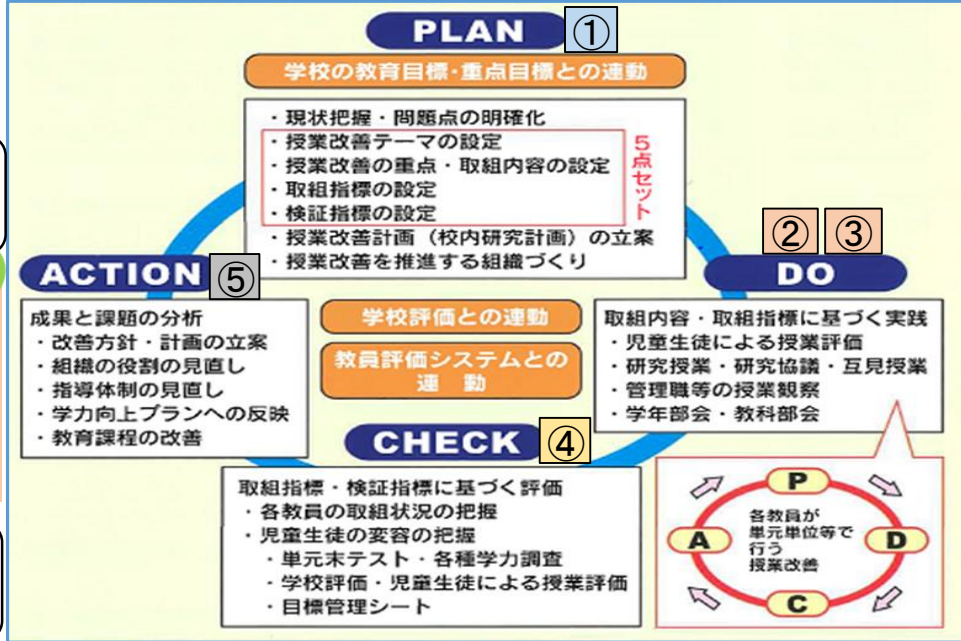 PLAN ①
学校の教育目標・重点目標との連動
・現状把握・問題点の明確化
・授業改善テーマの設定
・授業改善の重点・取組内容の設定
・取組指標の設定
・検証指標の設定
5点セット
・授業改善計画（校内研究計画）の立案
・授業改善を推進する組織づくり
② ③
DO
取組内容・取組指標に基づく実践
・児童生徒による授業評価
・研究授業・研究協議・互見授業
・管理職等の授業観察
・学年部会・教科部会
ACTION ⑤
成果と課題の分析
・改善方針・計画の立案
・組織の役割の見直し
・指導体制の見直し
・学力向上プランへの反映
・教育課程の改善
学校評価との連動
教員評価システムとの
連動
CHECK ④
取組指標・検証指標に基づく評価
・各教員の取組状況の把握
・児童生徒の変容の把握
・単元末テスト・各種学力調査
・学校評価・児童生徒による授業評価
・目標管理シート
P
D
C
A
各教員が
単元単位等で
行う
授業改善